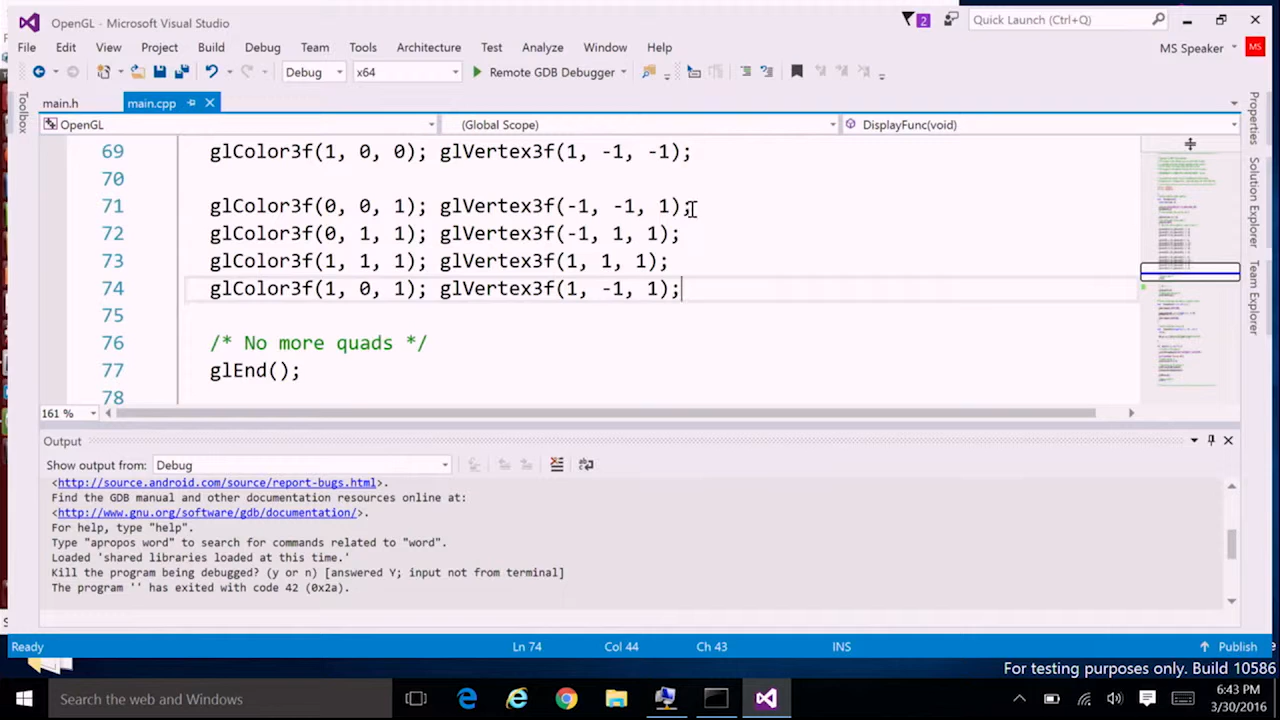 OpenGL - Microsoft Visual Studio
2
Quick Launch (Ctrl+Q)
File Edit View Project Build Debug Team Tools Architecture Test Analyze Window Help
MS Speaker MS
Debug x64 Remote GDB Debugger
main.h main.cpp
OpenGL (Global Scope) DisplayFunc(void)
Toolbox
Properties
Solution Explorer
Team Explorer
69 glColor3f(1, 0, 0); glVertex3f(1, -1, -1);
70
71 glColor3f(0, 0, 1); glVertex3f(-1, -1, 1);
72 glColor3f(0, 1, 1); glVertex3f(-1, 1, 1);
73 glColor3f(1, 1, 1); glVertex3f(1, 1, 1);
74 glColor3f(1, 0, 1); glVertex3f(1, -1, 1);
75
76 /* No more quads */
77 glEnd();
78
161 %
Output
Show output from: Debug
<http://source.android.com/source/report-bugs.html>.
Find the GDB manual and other documentation resources online at:
<http://www.gnu.org/software/gdb/documentation/>.
For help, type "help".
Type "apropos word" to search for commands related to "word".
Loaded 'shared libraries loaded at this time.'
Kill the program being debugged? (y or n) [answered Y; input not from terminal]
The program '' has exited with code 42 (0x2a).
Ready Ln 74 Col 44 Ch 43 INS Publish
For testing purposes only. Build 10586
Search the web and Windows
6:43 PM
3/30/2016